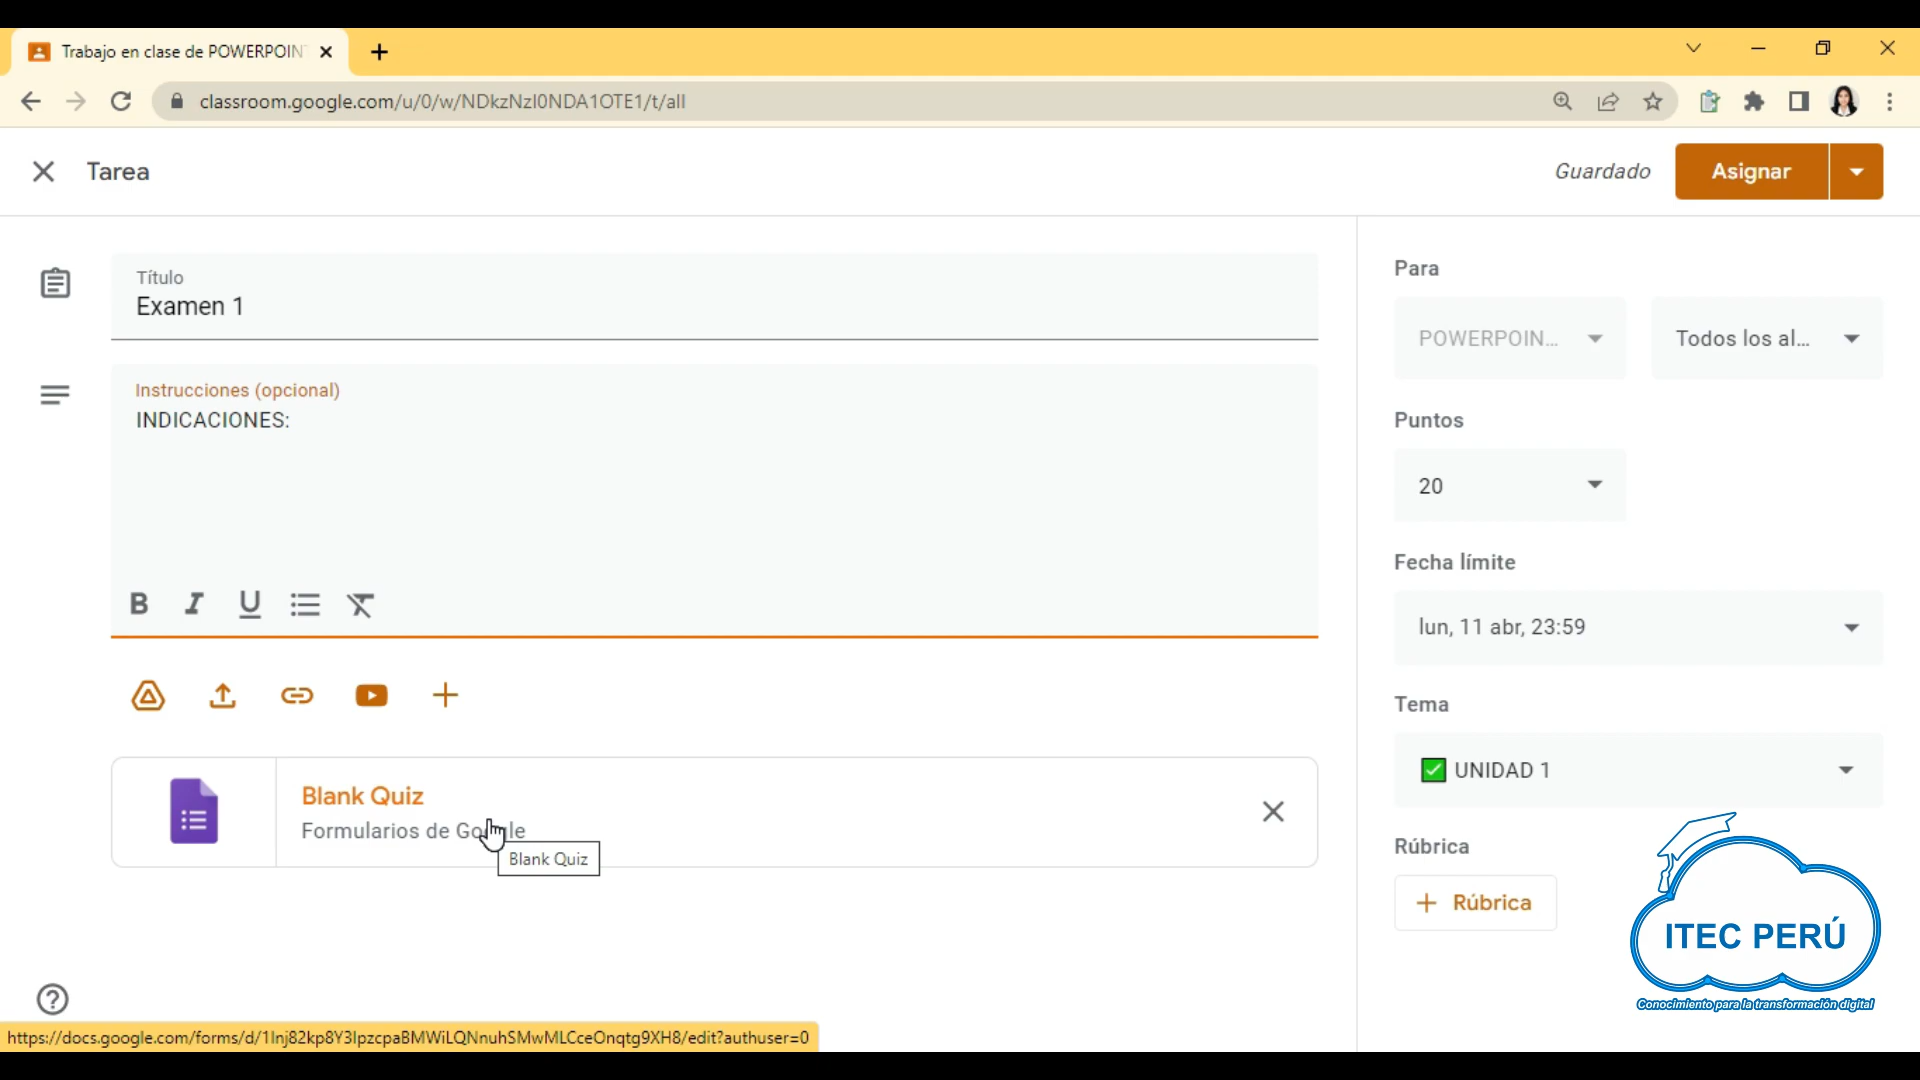 Trabajo en clase de POWERPOIN
classroom.google.com/u/0/w/NDkzNzI0NDA1OTE1/t/all
Tarea
Guardado
Asignar
Título
Examen 1
Instrucciones (opcional)
INDICACIONES:
B I U
Blank Quiz
Formularios de Go le
Blank Quiz
Para
POWERPOIN...
Todos los al...
Puntos
20
Fecha límite
lun, 11 abr, 23:59
Tema
UNIDAD 1
Rúbrica
Rúbrica
ITEC PERÚ
Conocimiento para la transformación digital
https://docs.google.com/forms/d/1Inj82kp8Y3IpzcpaBMWiLQNnuhSMwMLCceOnqtg9XH8/edit?authuser=0